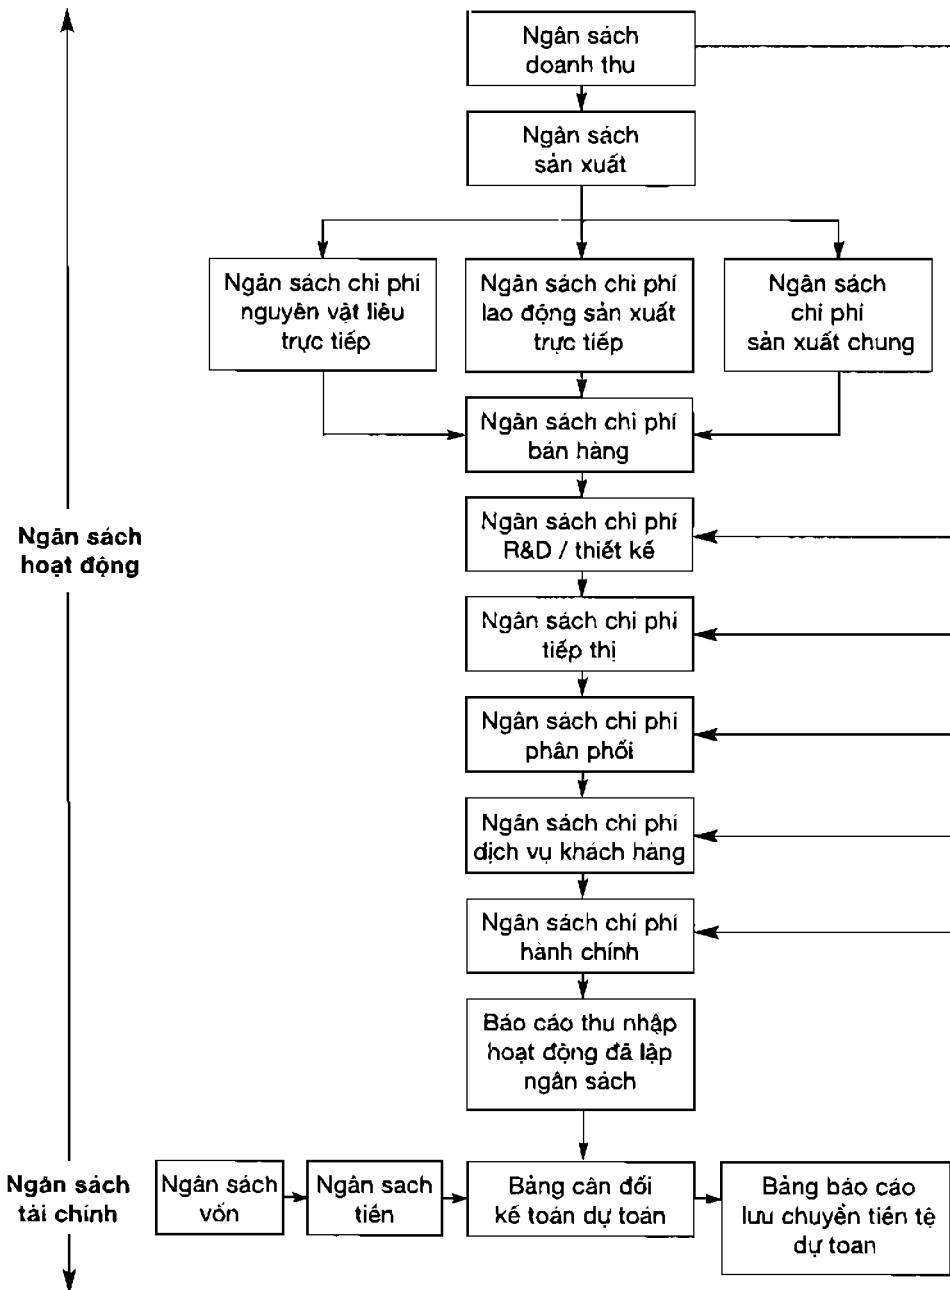 Ngân sách
doanh thu
Ngân sách
sản xuất
Ngân sách chi phí
nguyên vật liêu
trực tiếp
Ngân sách chi phí
lao động sản xuất
trực tiếp
Ngân sách
chi phí
sản xuất chung
Ngân sách chi phí
bán hàng
Ngân sách
hoạt động
Ngân sách chi phí
R&D / thiết kế
Ngân sách chi phí
tiếp thị
Ngân sách chi phí
phân phối
Ngân sách chi phí
dịch vụ khách hàng
Ngân sách chi phí
hành chính
Báo cáo thu nhập
hoạt động đã lập
ngân sách
Ngân sách
tài chính
Ngân sách
vốn
Ngân sach
tiền
Bảng cân đối
kế toán dự toán
Bảng báo cáo
lưu chuyển tiền tệ
dự toan